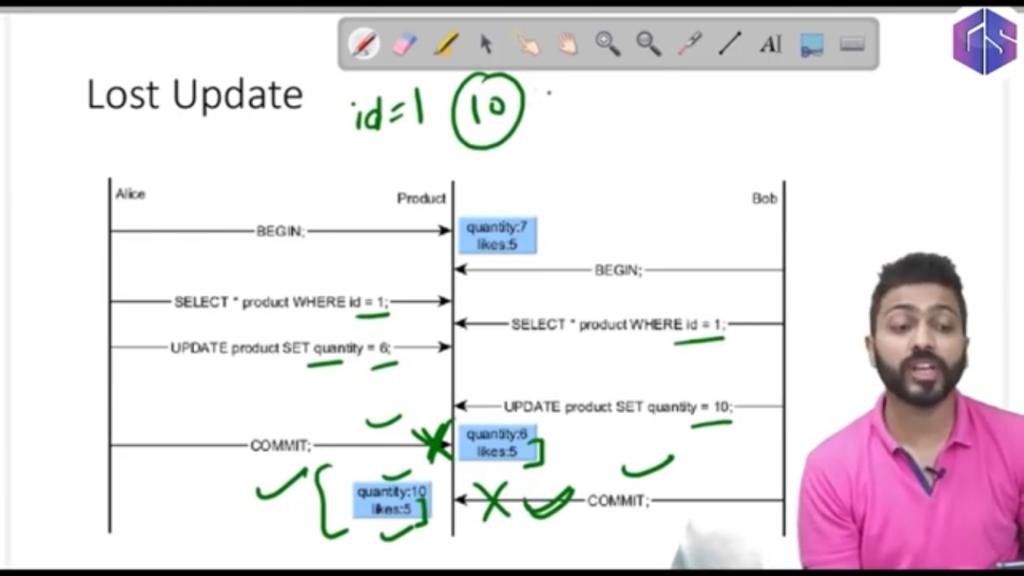 AI
Lost Update
id=1 10
Alice
Product
Bob
BEGIN;
quantity:7
likes:5
BEGIN;
SELECT * product WHERE id = 1;
SELECT * product WHERE id = 1;
UPDATE product SET quantity = 6;
UPDATE product SET quantity = 10;
COMMIT;
quantity:6
likes:5
quantity:10
likes:5
COMMIT;